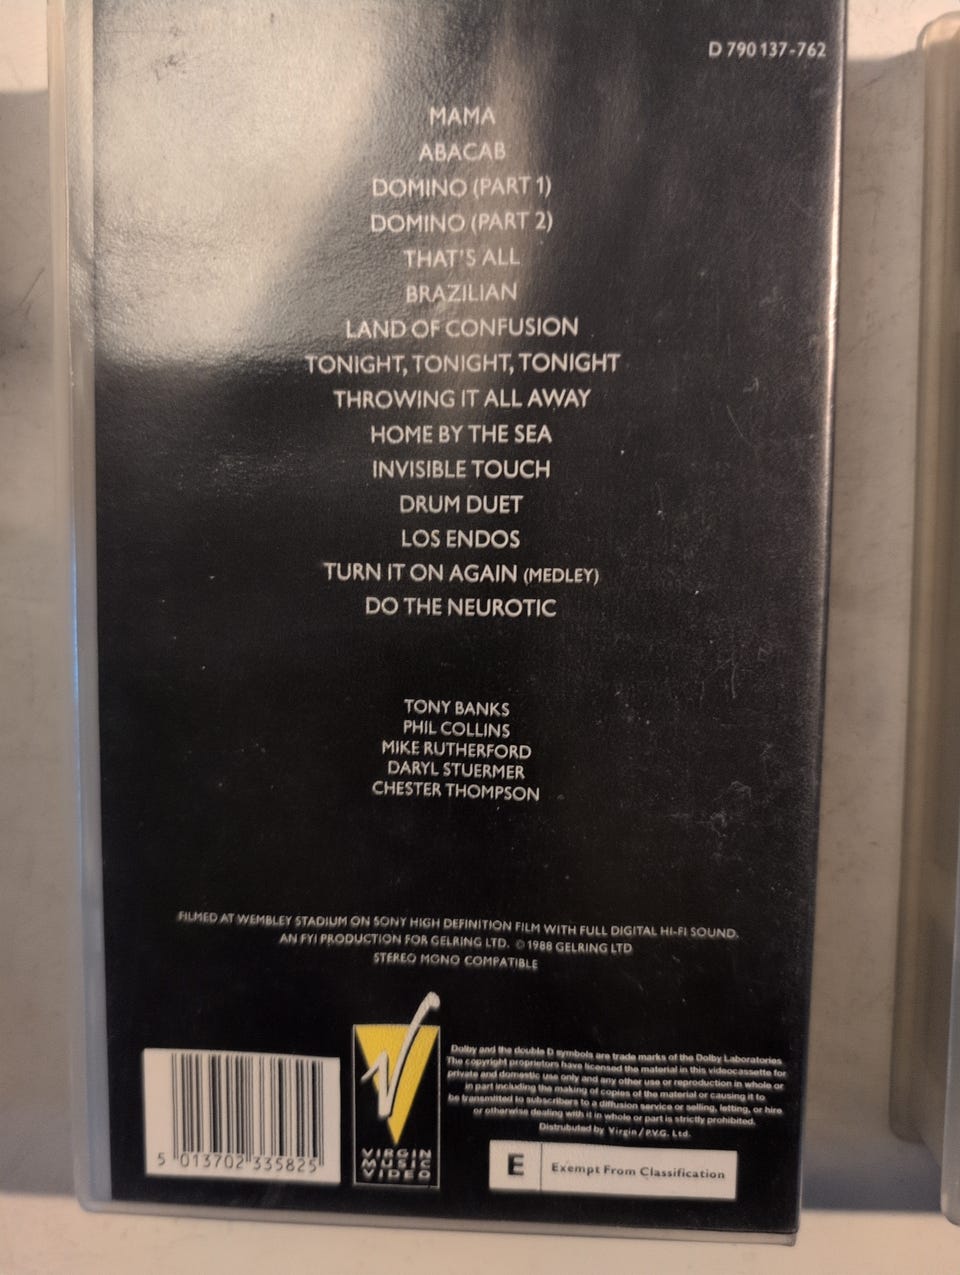 D 790 137-762
MAMA
ABACAB
DOMINO (PART 1)
DOMINO (PART 2)
THAT'S ALL
BRAZILIAN
LAND OF CONFUSION
TONIGHT, TONIGHT, TONIGHT
THROWING IT ALL AWAY
HOME BY THE SEA
INVISIBLE TOUCH
DRUM DUET
LOS ENDOS
TURN IT ON AGAIN (MEDLEY)
DO THE NEUROTIC
TONY BANKS
PHIL COLLINS
MIKE RUTHERFORD
DARYL STUERMER
CHESTER THOMPSON
FILMED AT WEMBLEY STADIUM ON SONY HIGH DEFINITION FILM WITH FULL DIGITAL HI-FI SOUND.
AN FYI PRODUCTION FOR GELRING LTD. © 1988 GELRING LTD
STEREO MONO COMPATIBLE
5 013702 335825
VIRGIN
MUSIC
VIDEO
Dolby and the double D symbols are trade marks of the Dolby Laboratories
The copyright proprietors have licensed the material in this videocassette for
private and domestic use only and any other use or reproduction in whole or
in part including the making of copies of the material or causing it to
be transmitted to subscribers to a diffusion service or selling, letting, or hire
or otherwise dealing with it in whole or part is strictly prohibited.
Distrubuted by Virgin/P.V.G. Ltd.
E Exempt From Classification